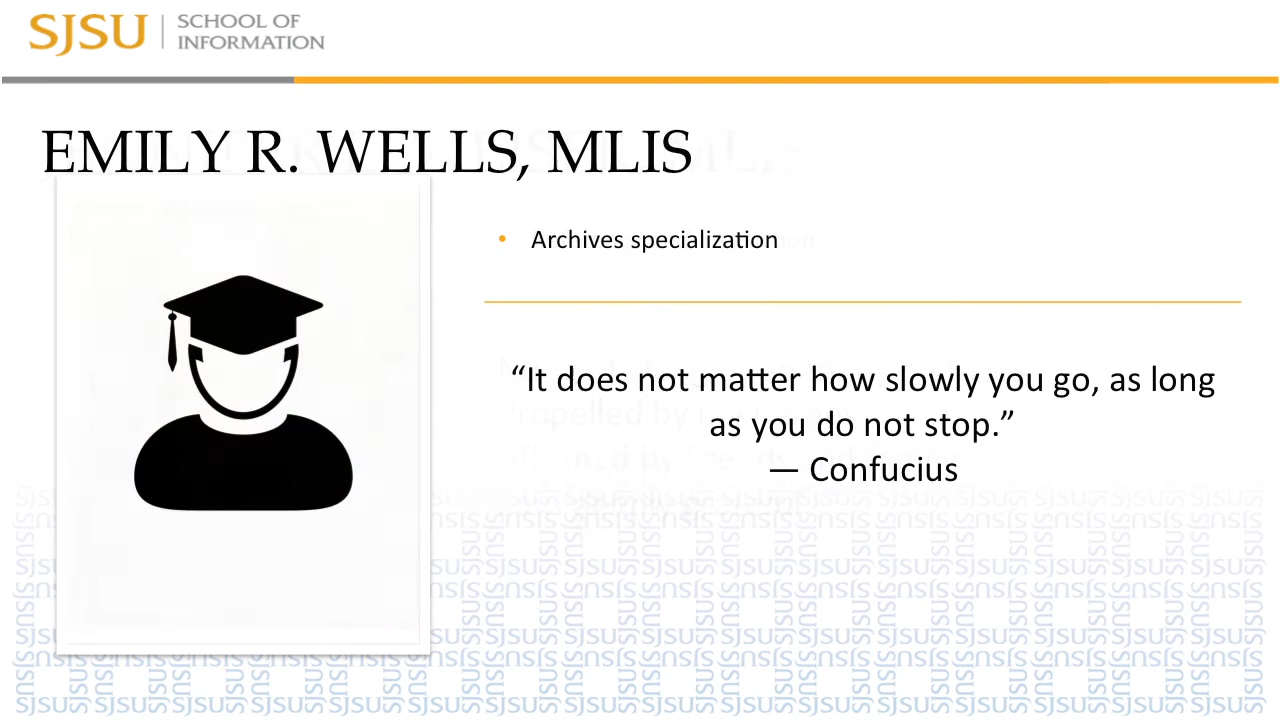 SJSU | SCHOOL OF
INFORMATION
EMILY R. WELLS, MLIS
• Archives specialization
“It does not matter how slowly you go, as long
as you do not stop.”
— Confucius